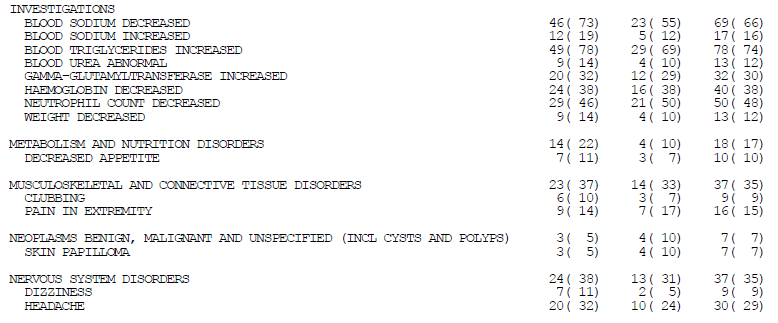 INVESTIGATIONS
BLOOD SODIUM DECREASED 46( 73) 23( 55) 69( 66)
BLOOD SODIUM INCREASED 12( 19) 5( 12) 17( 16)
BLOOD TRIGLYCERIDES INCREASED 49( 78) 29( 69) 78( 74)
BLOOD UREA ABNORMAL 9( 14) 4( 10) 13( 12)
GAMMA-GLUTAMYLTRANSFERASE INCREASED 20( 32) 12( 29) 32( 30)
HAEMOGLOBIN DECREASED 24( 38) 16( 38) 40( 38)
NEUTROPHIL COUNT DECREASED 29( 46) 21( 50) 50( 48)
WEIGHT DECREASED 9( 14) 4( 10) 13( 12)
METABOLISM AND NUTRITION DISORDERS 14( 22) 4( 10) 18( 17)
DECREASED APPETITE 7( 11) 3( 7) 10( 10)
MUSCULOSKELETAL AND CONNECTIVE TISSUE DISORDERS 23( 37) 14( 33) 37( 35)
CLUBBING 6( 10) 3( 7) 9( 9)
PAIN IN EXTREMITY 9( 14) 7( 17) 16( 15)
NEOPLASMS BENIGN, MALIGNANT AND UNSPECIFIED (INCL CYSTS AND POLYPS) 3( 5) 4( 10) 7( 7)
SKIN PAPILLOMA 3( 5) 4( 10) 7( 7)
NERVOUS SYSTEM DISORDERS 24( 38) 13( 31) 37( 35)
DIZZINESS 7( 11) 2( 5) 9( 9)
HEADACHE 20( 32) 10( 24) 30( 29)